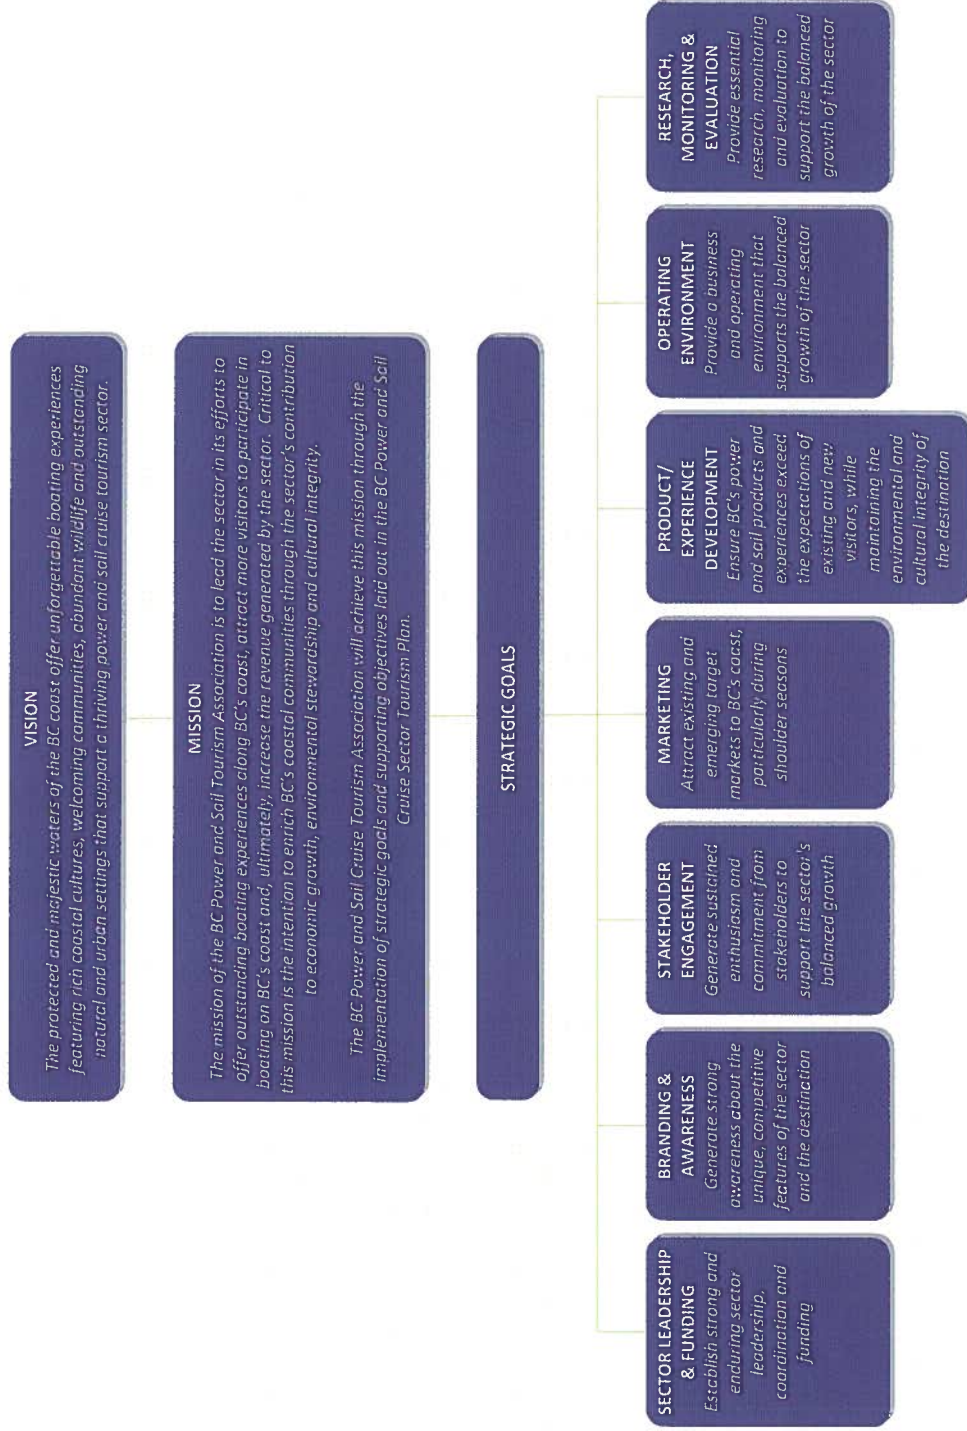 VISION
The protected and majestic waters of the BC coast offer unforgettable boating experiences
featuring rich coastal cultures, welcoming communities, abundant wildlife and outstanding
natural and urban settings that support a thriving power and sail cruise tourism sector.
MISSION
The mission of the BC Power and Sail Tourism Association is to lead the sector in its efforts to
offer outstanding boating experiences along BC's coast, attract more visitors to participate in
boating on BC's coast and, ultimately, increase the revenue generated by the sector. Critical to
this mission is the intention to enrich BC's coastal communities through the sector's contribution
to economic growth, environmental stewardship and cultural integrity.
The BC Power and Sail Cruise Tourism Association will achieve this mission through the
implementation of strategic goals and supporting objectives laid out in the BC Power and Sail
Cruise Sector Tourism Plan.
STRATEGIC GOALS
SECTOR LEADERSHIP
& FUNDING
Establish strong and
enduring sector
leadership,
coordination and
funding
BRANDING &
AWARENESS
Generate strong
awareness about the
unique, competitive
features of the sector
and the destination
STAKEHOLDER
ENGAGEMENT
Generate sustained
enthusiasm and
commitment from
stakeholders to
support the sector's
balanced growth
MARKETING
Attract existing and
emerging target
markets to BC's coast,
particularly during
shoulder seasons
PRODUCT/
EXPERIENCE
DEVELOPMENT
Ensure BC's power
and sail products and
experiences exceed
the expectations of
existing and new
visitors, while
maintaining the
environmental and
cultural integrity of
the destination
OPERATING
ENVIRONMENT
Provide a business
and operating
environment that
supports the balanced
growth of the sector
RESEARCH,
MONITORING &
EVALUATION
Provide essential
research, monitoring
and evaluation to
support the balanced
growth of the sector